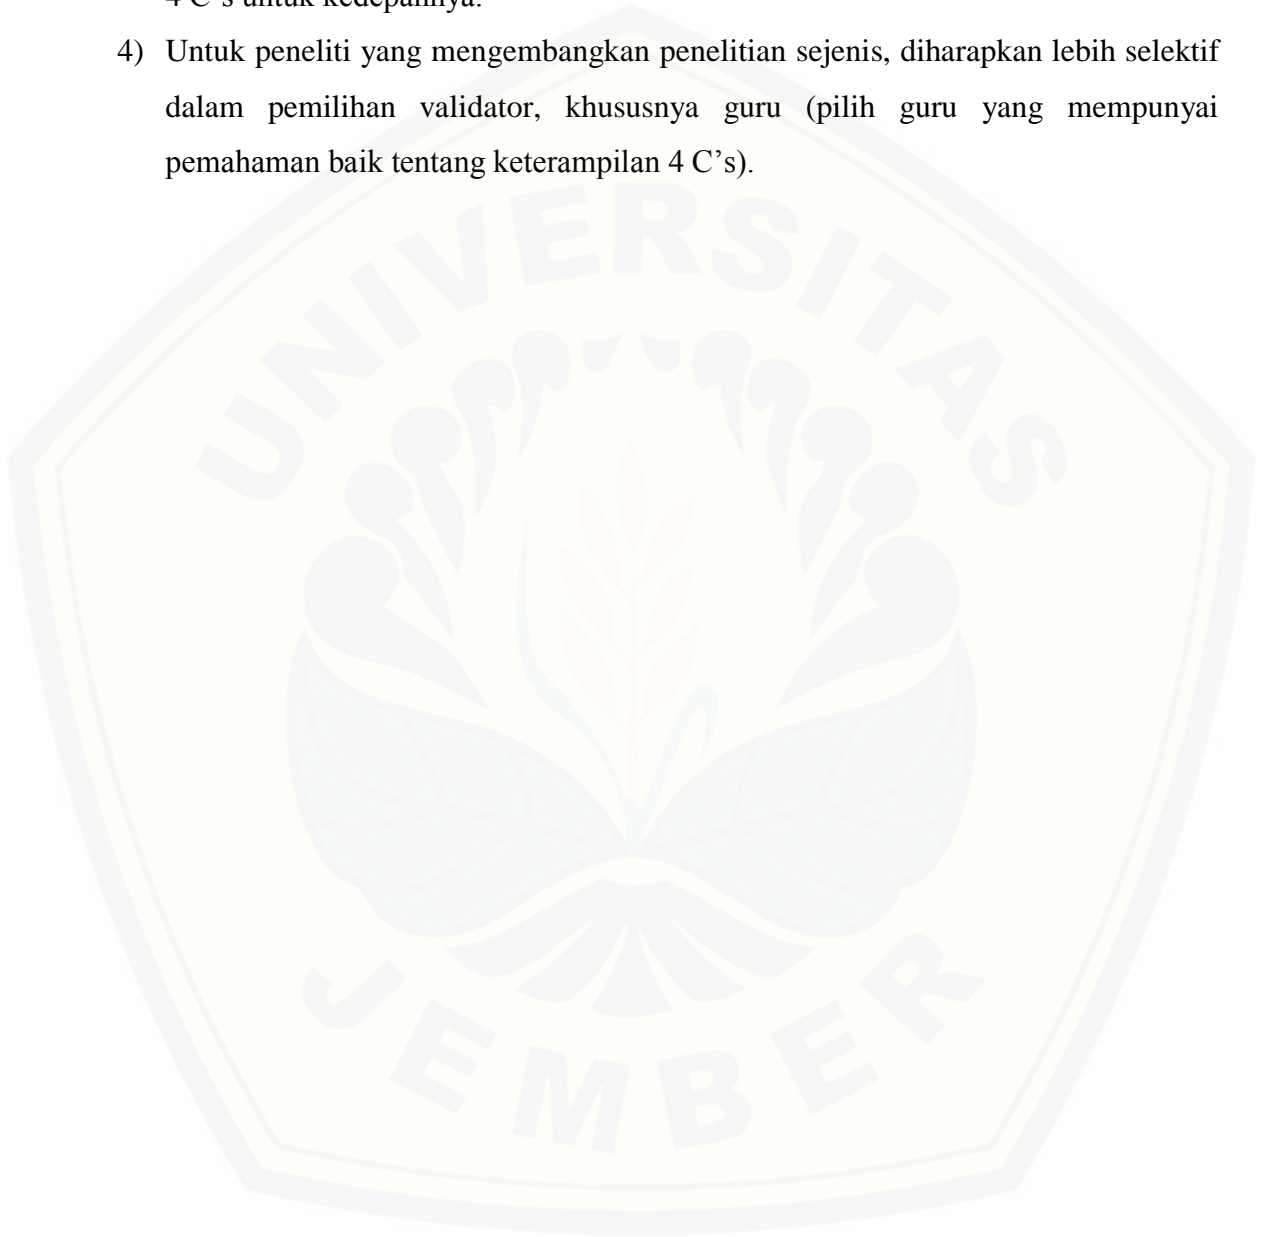 4 C's untuk kedepannya.
4) Untuk peneliti yang mengembangkan penelitian sejenis, diharapkan lebih selektif
dalam pemilihan validator, khususnya guru (pilih guru yang mempunyai
pemahaman baik tentang keterampilan 4 C’s).
UNIVERSITAS
JEMBER